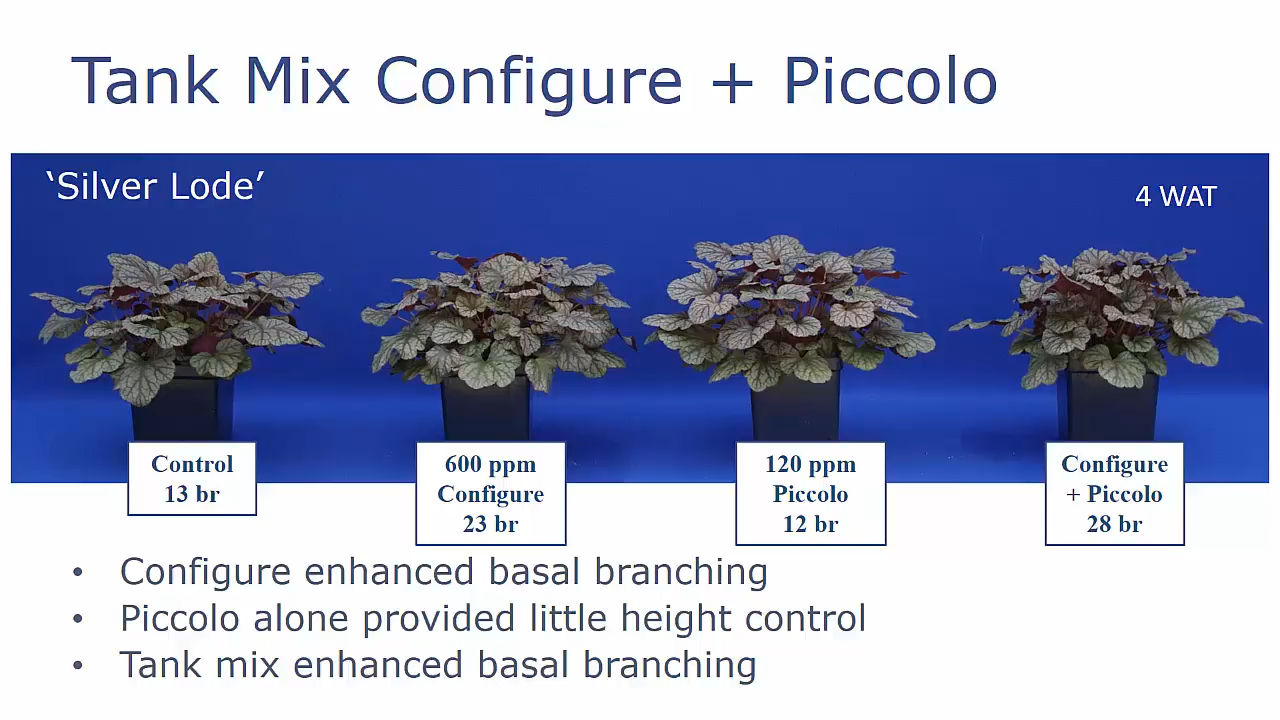 Tank Mix Configure + Piccolo
‘Silver Lode’
4 WAT
Control
13 br
600 ppm
Configure
23 br
120 ppm
Piccolo
12 br
Configure
+ Piccolo
28 br
• Configure enhanced basal branching
• Piccolo alone provided little height control
• Tank mix enhanced basal branching